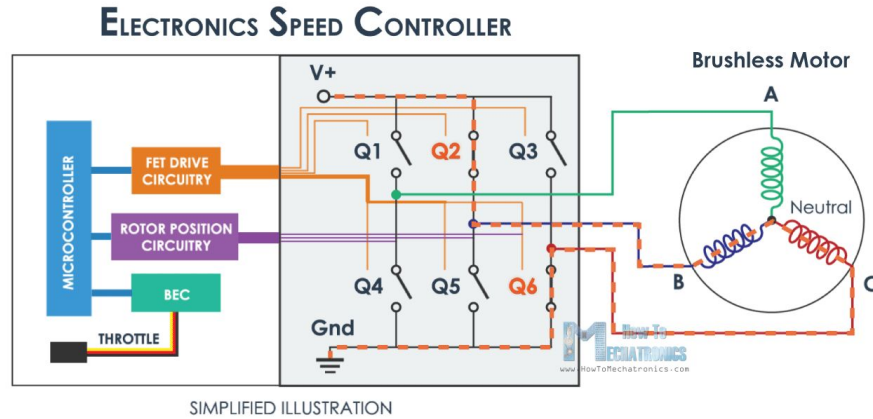 ELECTRONICS SPEED CONTROLLER
V+
Brushless Motor
A
MICROCONTROLLER
FET DRIVE
CIRCUITRY
Q1
Q2
Q3
ROTOR POSITION
CIRCUITRY
Neutral
BEC
Q4
Q5
Q6
B
C
THROTTLE
Gnd
How To
MECHATRONICS
www.HowToMechatronics.com
SIMPLIFIED ILLUSTRATION